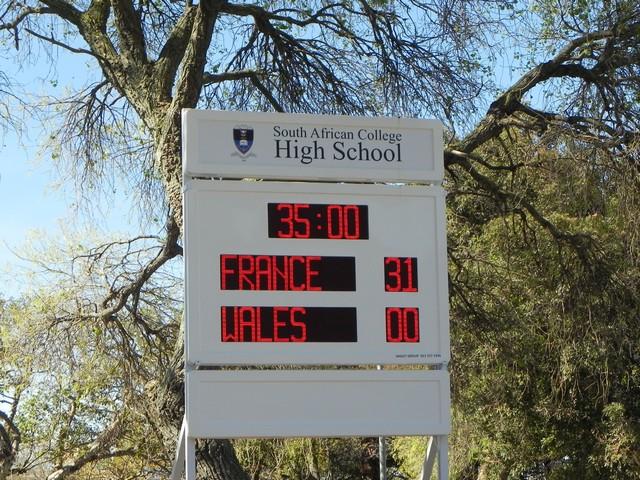 South African College
High School
35:00
FRANCE 31
WALES 00